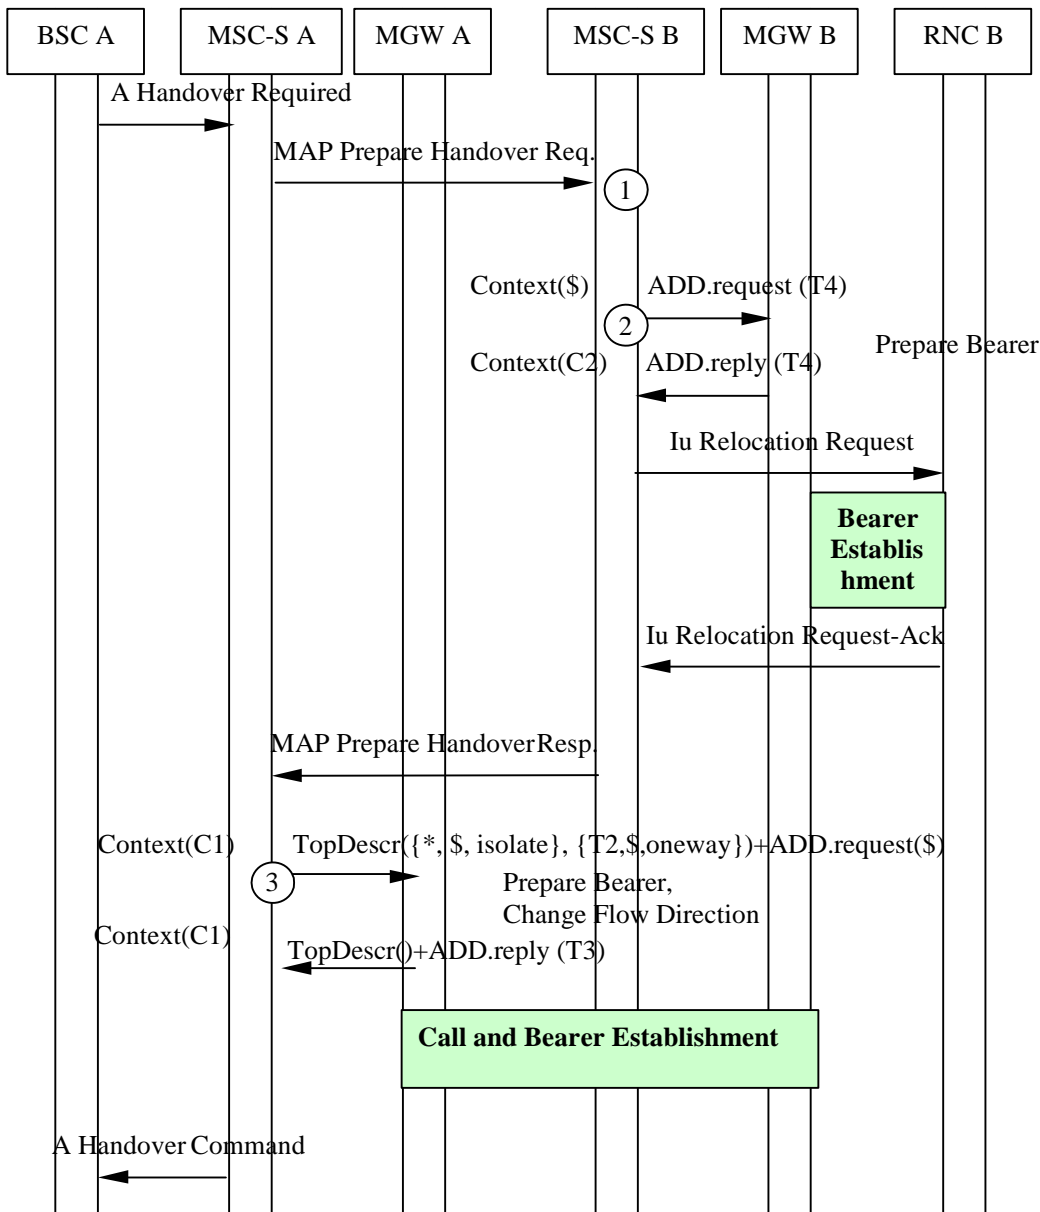 BSC A MSC-S A MGW A MSC-S B MGW B RNC B
A Handover Required
MAP Prepare Handover Req.
1
Context($) ADD.request (T4)
2
Prepare Bearer
Context(C2) ADD.reply (T4)
Iu Relocation Request
Bearer
Establis
hment
Iu Relocation Request-Ack
MAP Prepare Handover Resp.
Context(C1) TopDescr({*, $, isolate}, {T2,$,oneway})+ADD.request($)
3
Prepare Bearer,
Change Flow Direction
Context(C1)
TopDescr()+ADD.reply (T3)
Call and Bearer Establishment
A Handover Command